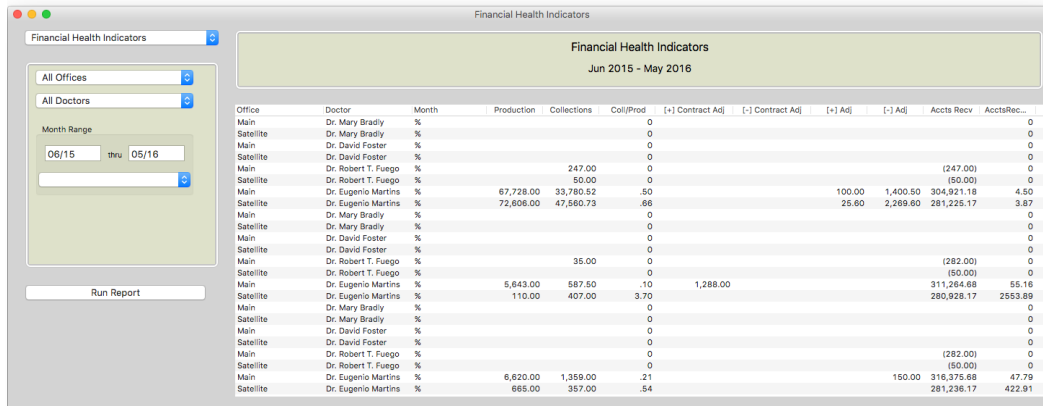 Financial Health Indicators
Financial Health Indicators
Financial Health Indicators
Jun 2015 - May 2016
All Offices
All Doctors
Month Range
06/15 thru 05/16
Run Report
Office Doctor Month Production Collections Coll/Prod [+] Contract Adj [-] Contract Adj [+] Adj [-] Adj Accts Recv AcctsRec...
Main Dr. Mary Bradly % 0 0
Satellite Dr. Mary Bradly % 0 0
Main Dr. David Foster % 0 0
Satellite Dr. David Foster % 0 0
Main Dr. Robert T. Fuego % 247.00 0 (247.00) 0
Satellite Dr. Robert T. Fuego % 50.00 0 (50.00) 0
Main Dr. Eugenio Martins % 67,728.00 33,780.52 .50 100.00 1,400.50 304,921.18 4.50
Satellite Dr. Eugenio Martins % 72,606.00 47,560.73 .66 25.60 2,269.60 281,225.17 3.87
Main Dr. Mary Bradly % 0 0
Satellite Dr. Mary Bradly % 0 0
Main Dr. David Foster % 0 0
Satellite Dr. David Foster % 0 0
Main Dr. Robert T. Fuego % 35.00 0 (282.00) 0
Satellite Dr. Robert T. Fuego % 0 (50.00) 0
Main Dr. Eugenio Martins % 5,643.00 587.50 .10 1,288.00 311,264.68 55.16
Satellite Dr. Eugenio Martins % 110.00 407.00 3.70 280,928.17 2553.89
Main Dr. Mary Bradly % 0 0
Satellite Dr. Mary Bradly % 0 0
Main Dr. David Foster % 0 0
Satellite Dr. David Foster % 0 0
Main Dr. Robert T. Fuego % 0 (282.00) 0
Satellite Dr. Robert T. Fuego % 0 (50.00) 0
Main Dr. Eugenio Martins % 6,620.00 1,359.00 .21 150.00 316,375.68 47.79
Satellite Dr. Eugenio Martins % 665.00 357.00 .54 281,236.17 422.91